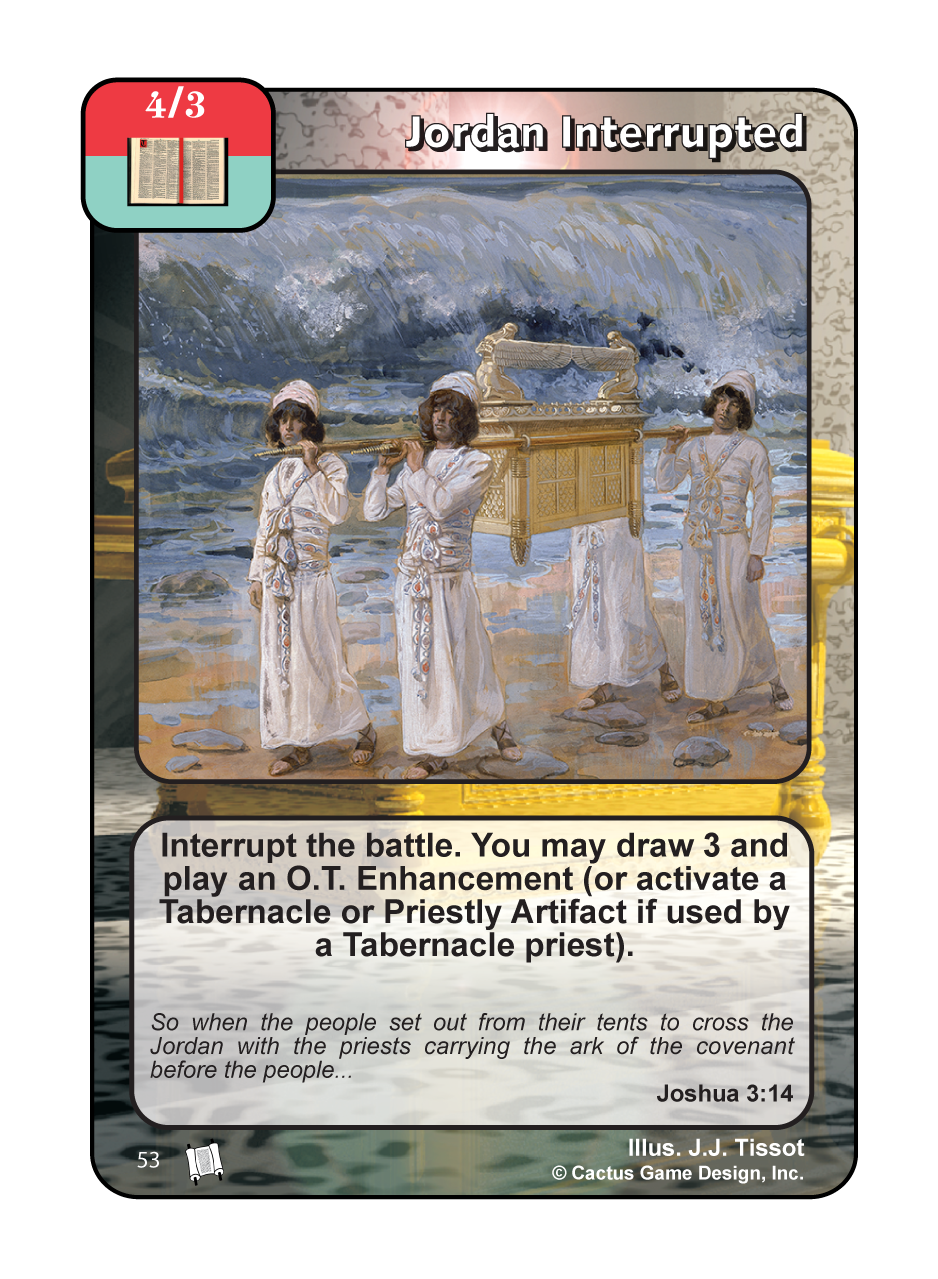 4/3
Jordan Interrupted
Interrupt the battle. You may draw 3 and
play an O.T. Enhancement (or activate a
Tabernacle or Priestly Artifact if used by
a Tabernacle priest).
So when the people set out from their tents to cross the
Jordan with the priests carrying the ark of the covenant
before the people...
Joshua 3:14
53
Illus. J.J. Tissot
© Cactus Game Design, Inc.